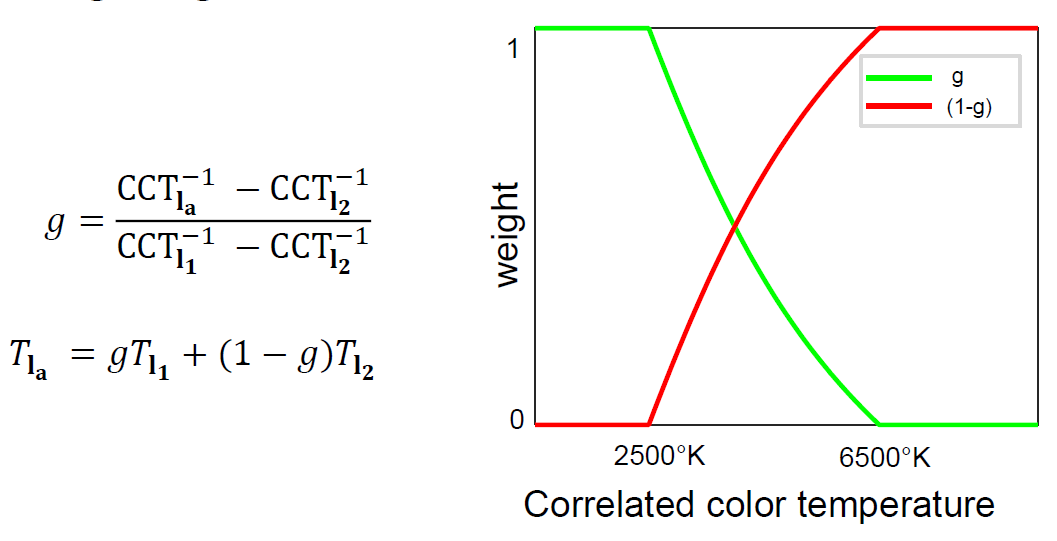 g = (CCT_{l_a}^{-1} − CCT_{l_2}^{-1}) / (CCT_{l_1}^{-1} − CCT_{l_2}^{-1})
T_{l_a} = gT_{l_1} + (1 − g)T_{l_2}
weight
1
0
g
(1-g)
2500°K
6500°K
Correlated color temperature